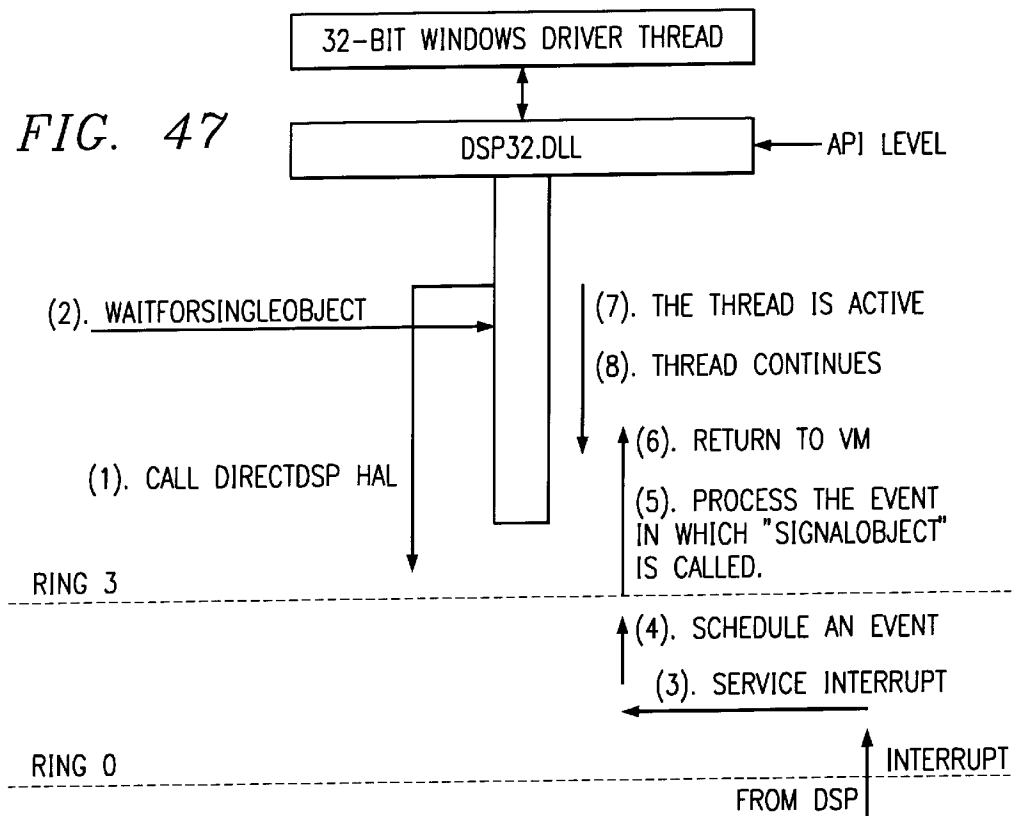 32-BIT WINDOWS DRIVER THREAD
FIG. 47
DSP32.DLL
API LEVEL
(2). WAITFORSINGLEOBJECT
(7). THE THREAD IS ACTIVE
(8). THREAD CONTINUES
(1). CALL DIRECTDSP HAL
(6). RETURN TO VM
(5). PROCESS THE EVENT
IN WHICH "SIGNALOBJECT"
IS CALLED.
RING 3
(4). SCHEDULE AN EVENT
(3). SERVICE INTERRUPT
RING 0
INTERRUPT
FROM DSP